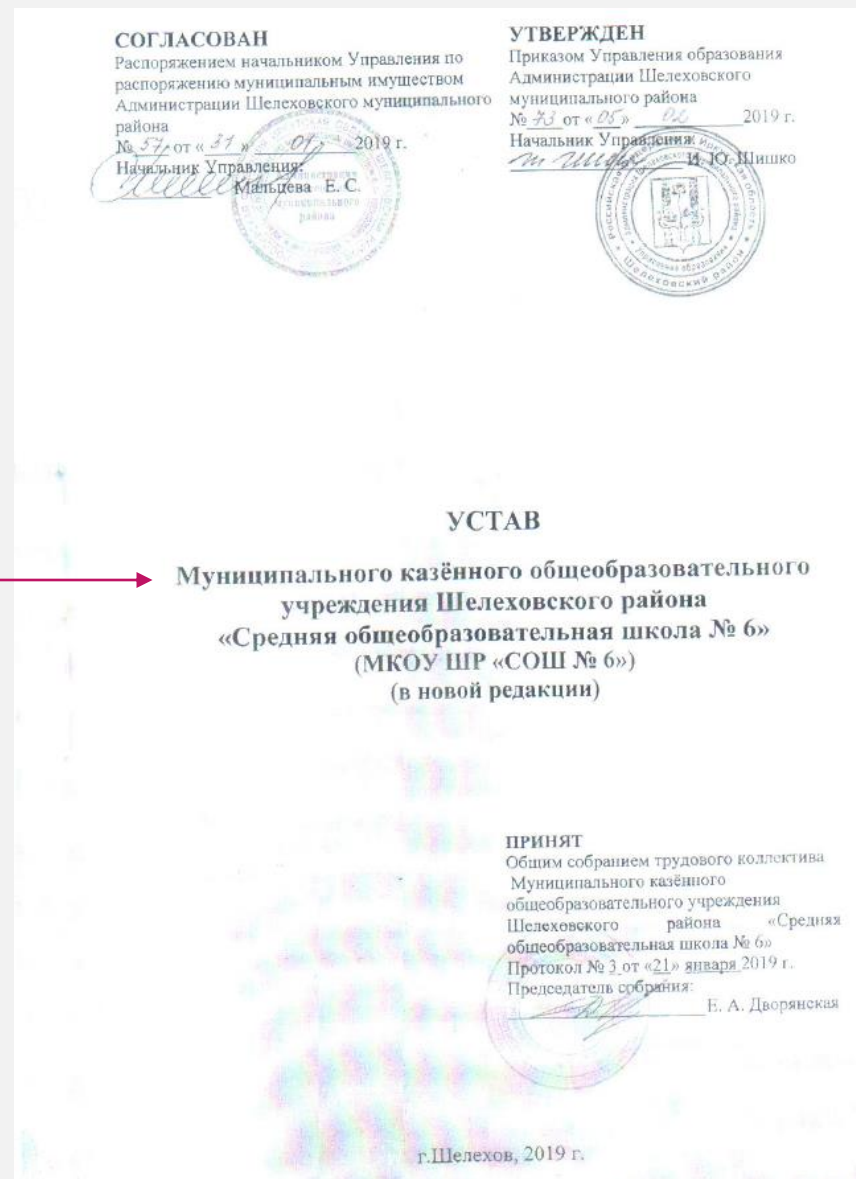 СОГЛАСОВАН
Распоряжением начальником Управления по
распоряжению муниципальным имуществом
Администрации Шелеховского муниципального
района
№ 57 от « 31 » 01 2019 г.
Начальник Управления:
Мальцева Е. С.
УТВЕРЖДЕН
Приказом Управления образования
Администрации Шелеховского
муниципального района
№ 73 от « 05 » 02 2019 г.
Начальник Управления:
И. Ю. Шишко
УСТАВ
Муниципального казённого общеобразовательного
учреждения Шелеховского района
«Средняя общеобразовательная школа № 6»
(МКОУ ШР «СОШ № 6»)
(в новой редакции)
ПРИНЯТ
Общим собранием трудового коллектива
Муниципального казённого
общеобразовательного учреждения
Шелеховского района «Средняя
общеобразовательная школа № 6»
Протокол № 3 от «21» января 2019 г.
Председатель собрания:
Е. А. Дворянская
г.Шелехов, 2019 г.